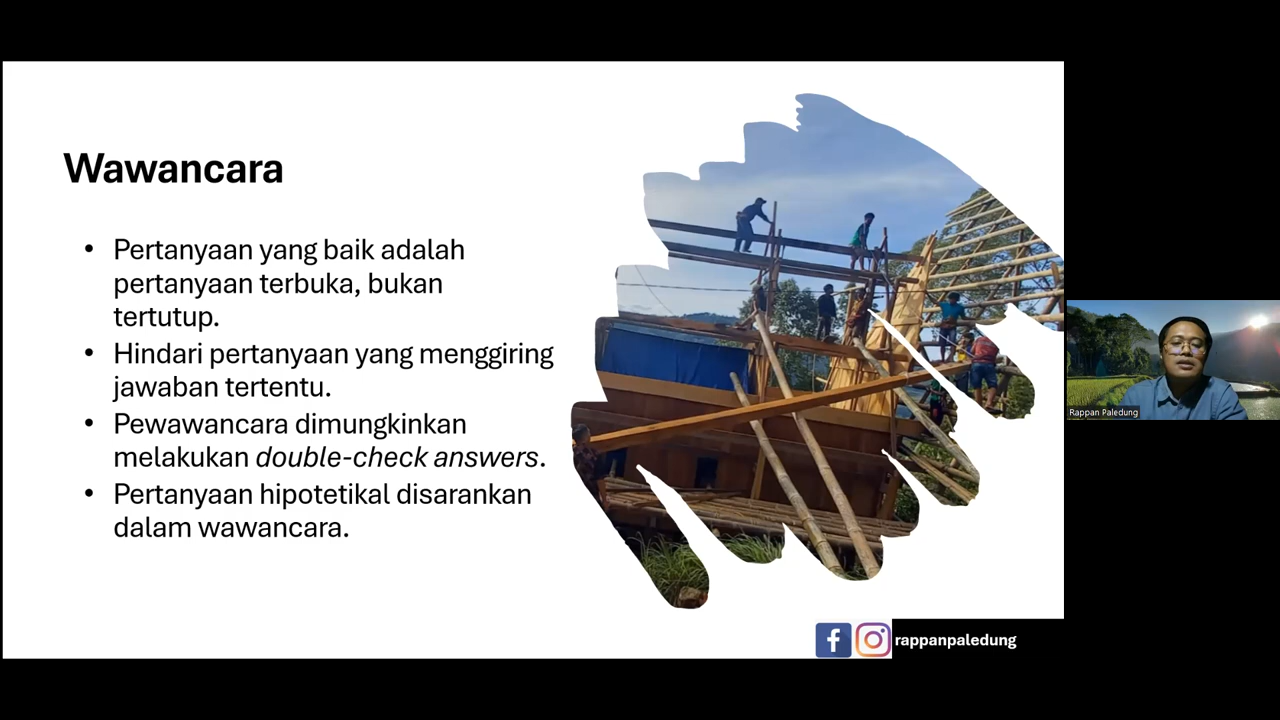 Wawancara
• Pertanyaan yang baik adalah
pertanyaan terbuka, bukan
tertutup.
• Hindari pertanyaan yang menggiring
jawaban tertentu.
• Pewawancara dimungkinkan
melakukan double-check answers.
• Pertanyaan hipotetikal disarankan
dalam wawancara.
rappanpaledung
Rappan Paledung